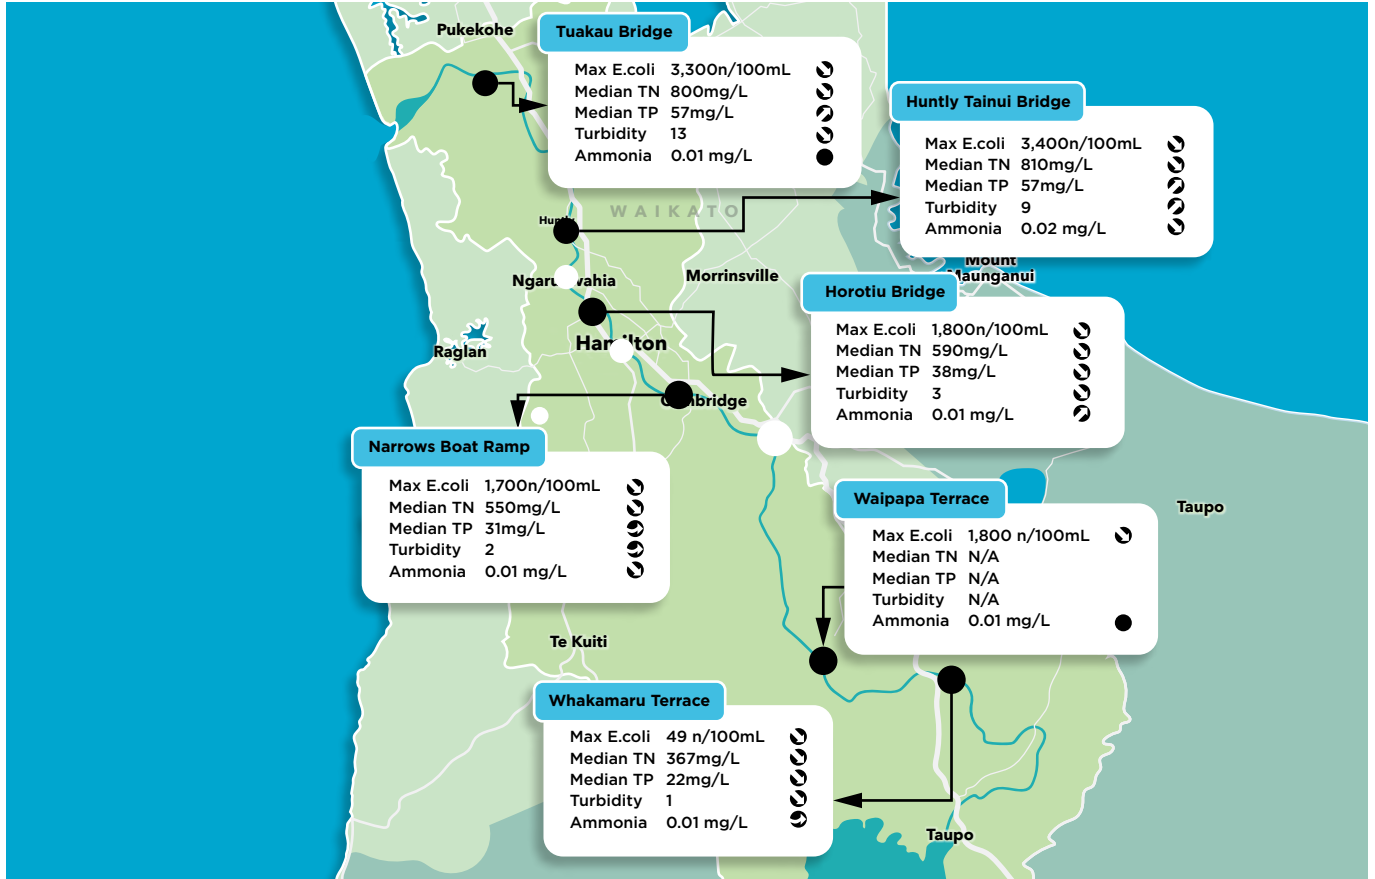 Pukekohe
Tuakau Bridge
Max E.coli 3,300n/100mL
Median TN 800mg/L
Median TP 57mg/L
Turbidity 13
Ammonia 0.01 mg/L
Huntly Tainui Bridge
Max E.coli 3,400n/100mL
Median TN 810mg/L
Median TP 57mg/L
Turbidity 9
Ammonia 0.02 mg/L
WAIKATO
Mount
Maunganui
Morrinsville
Horotiu Bridge
Max E.coli 1,800n/100mL
Median TN 590mg/L
Median TP 38mg/L
Turbidity 3
Ammonia 0.01 mg/L
Raglan
Narrows Boat Ramp
Max E.coli 1,700n/100mL
Median TN 550mg/L
Median TP 31mg/L
Turbidity 2
Ammonia 0.01 mg/L
Waipapa Terrace
Max E.coli 1,800 n/100mL
Median TN N/A
Median TP N/A
Turbidity N/A
Ammonia 0.01 mg/L
Taupo
Te Kuiti
Whakamaru Terrace
Max E.coli 49 n/100mL
Median TN 367mg/L
Median TP 22mg/L
Turbidity 1
Ammonia 0.01 mg/L
Taupo